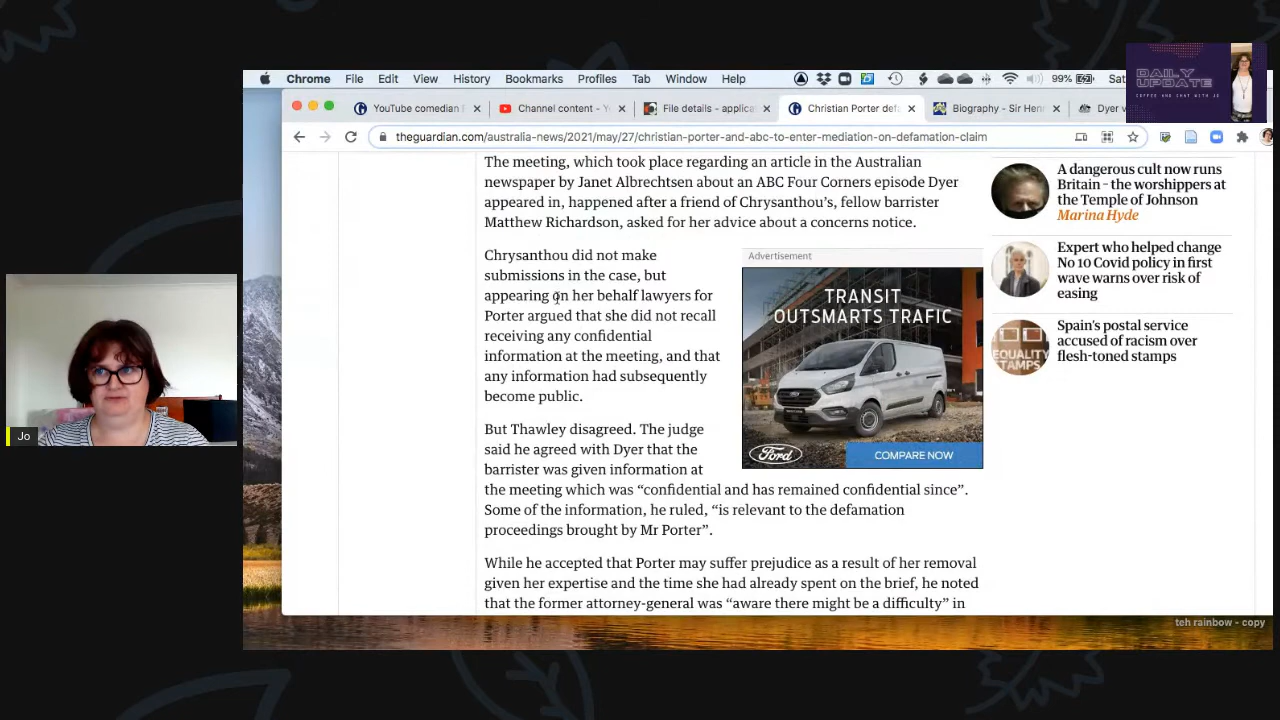 Chrome File Edit View History Bookmarks Profiles Tab Window Help
99%
DAILY
UPDATE
COFFEE AND CHAT WITH JO
YouTube comedian
Channel content - Y
File details - applica
Christian Porter def
Biography - Sir Hen
Dyer v
theguardian.com/australia-news/2021/may/27/christian-porter-and-abc-to-enter-mediation-on-defamation-claim
The meeting, which took place regarding an article in the Australian
newspaper by Janet Albrechtsen about an ABC Four Corners episode Dyer
appeared in, happened after a friend of Chrysanthou’s, fellow barrister
Matthew Richardson, asked for her advice about a concerns notice.
Chrysanthou did not make
submissions in the case, but
appearing on her behalf lawyers for
Porter argued that she did not recall
receiving any confidential
information at the meeting, and that
any information had subsequently
become public.
But Thawley disagreed. The judge
said he agreed with Dyer that the
barrister was given information at
the meeting which was “confidential and has remained confidential since”.
Some of the information, he ruled, “is relevant to the defamation
proceedings brought by Mr Porter”.
While he accepted that Porter may suffer prejudice as a result of her removal
given her expertise and the time she had already spent on the brief, he noted
that the former attorney-general was “aware there might be a difficulty” in
Advertisement
TRANSIT
OUTSMARTS TRAFIC
Ford
COMPARE NOW
A dangerous cult now runs
Britain – the worshippers at
the Temple of Johnson
Marina Hyde
Expert who helped change
No 10 Covid policy in first
wave warns over risk of
easing
EQUALITY
STAMPS
Spain’s postal service
accused of racism over
flesh-toned stamps
Jo
teh rainbow - copy